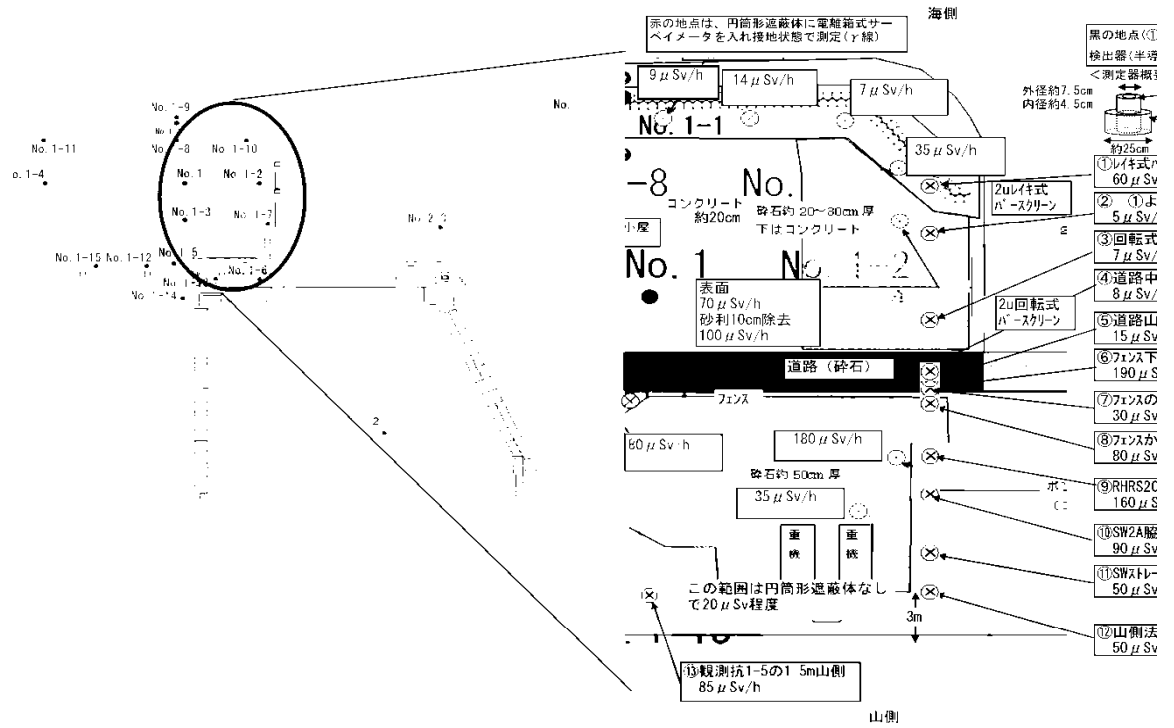 海側
赤の地点は、円筒形遮蔽体に電離箱式サー
ベイメータを入れ接地状態で測定(γ線)
黒の地点(①
検出器(半導
<測定器概要
外径約7.5cm
内径約4.5cm
約25cm
9μSv/h
14μSv/h
7μSv/h
35μSv/h
No. 1-1
-8
No.
コンクリート
約20cm
砕石約 20~30cm 厚
下はコンクリート
小屋
No. 1
No. 1-2
表面
70μSv/h
砂利10cm除去
100μSv/h
2uレイキ式
バースクリーン
2u回転式
バースクリーン
道路(砕石)
フェンス
80μSv/h
180μSv/h
砕石約 50cm 厚
35μSv/h
重機
重機
この範囲は円筒形遮蔽体なし
で20μSv程度
3m
①レイキ式バ
60μSv
② ①よ
5μSv/
③回転式
7μSv/
④道路中
8μSv/
⑤道路山
15μSv
⑥フェンス下
190μS
⑦フェンスの
30μSv
⑧フェンスか
80μSv
⑨RHRS20
160μS
⑩SW2A脇
90μSv
⑪SWストレー
50μSv
⑫山側法
50μSv
⑬観測抗1-5の1 5m山側
85μSv/h
山側
No. 1-9
No. 1
-8
No. 1-10
No. 1-11
o. 1-4
No. 1
No. 1-2
No. 1-3
No. 1-7
No. 1-5
No. 1-15
No. 1-12
1-6
No. 1-14
No. 2
2
No.